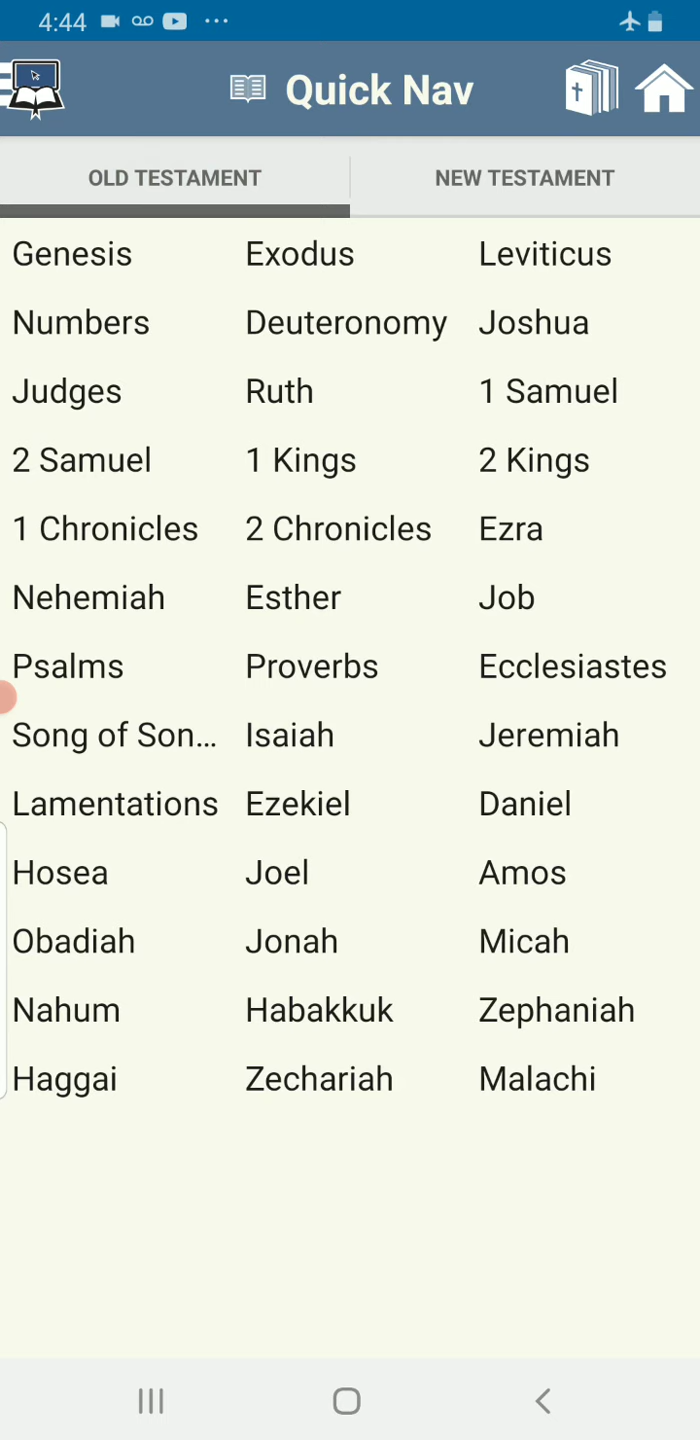 4:44
Quick Nav
OLD TESTAMENT NEW TESTAMENT
Genesis Exodus Leviticus
Numbers Deuteronomy Joshua
Judges Ruth 1 Samuel
2 Samuel 1 Kings 2 Kings
1 Chronicles 2 Chronicles Ezra
Nehemiah Esther Job
Psalms Proverbs Ecclesiastes
Song of Son... Isaiah Jeremiah
Lamentations Ezekiel Daniel
Hosea Joel Amos
Obadiah Jonah Micah
Nahum Habakkuk Zephaniah
Haggai Zechariah Malachi